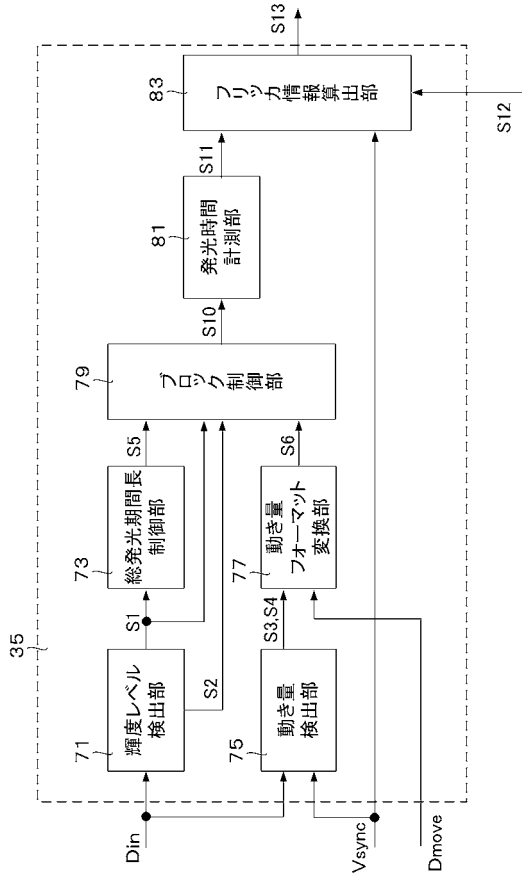 35
Din
71
輝度レベル
検出部
S1
S2
73
総発光期間長
制御部
S5
75
動き量
検出部
S3,S4
77
動き量
フォーマット
変換部
S6
79
ブロック制御部
S10
81
発光時間
計測部
S11
83
フリッカ情報算出部
S13
S12
Vsync
Dmove